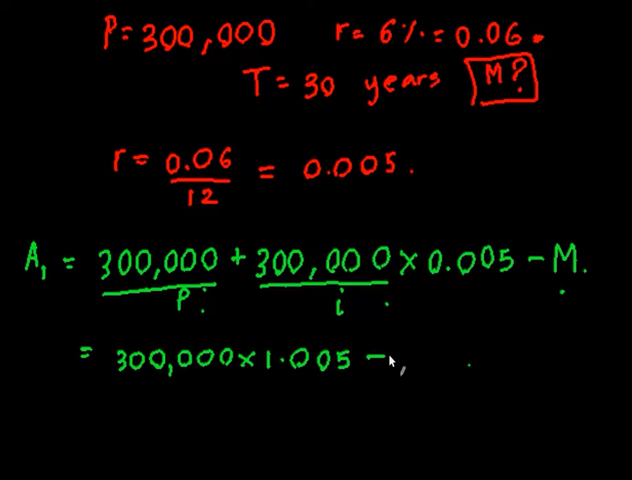 P = 300,000 r = 6% = 0.06.
T = 30 years M?
r = 0.06/12 = 0.005.
A₁ = 300,000 + 300,000 × 0.005 - M.
P. i
= 300,000 × 1.005 -